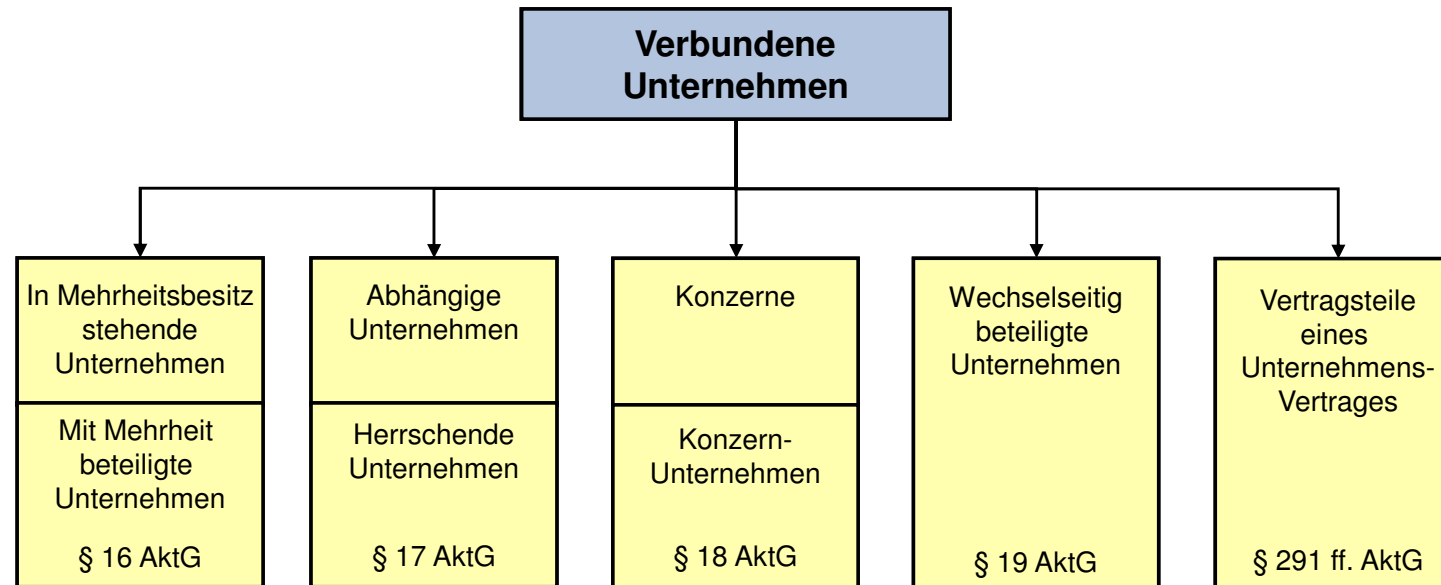 Verbundene
Unternehmen
In Mehrheitsbesitz
stehende
Unternehmen
Mit Mehrheit
beteiligte
Unternehmen
§ 16 AktG
Abhängige
Unternehmen
Herrschende
Unternehmen
§ 17 AktG
Konzerne
Konzern-
Unternehmen
§ 18 AktG
Wechselseitig
beteiligte
Unternehmen
§ 19 AktG
Vertragsteile
eines
Unternehmens-
Vertrages
§ 291 ff. AktG